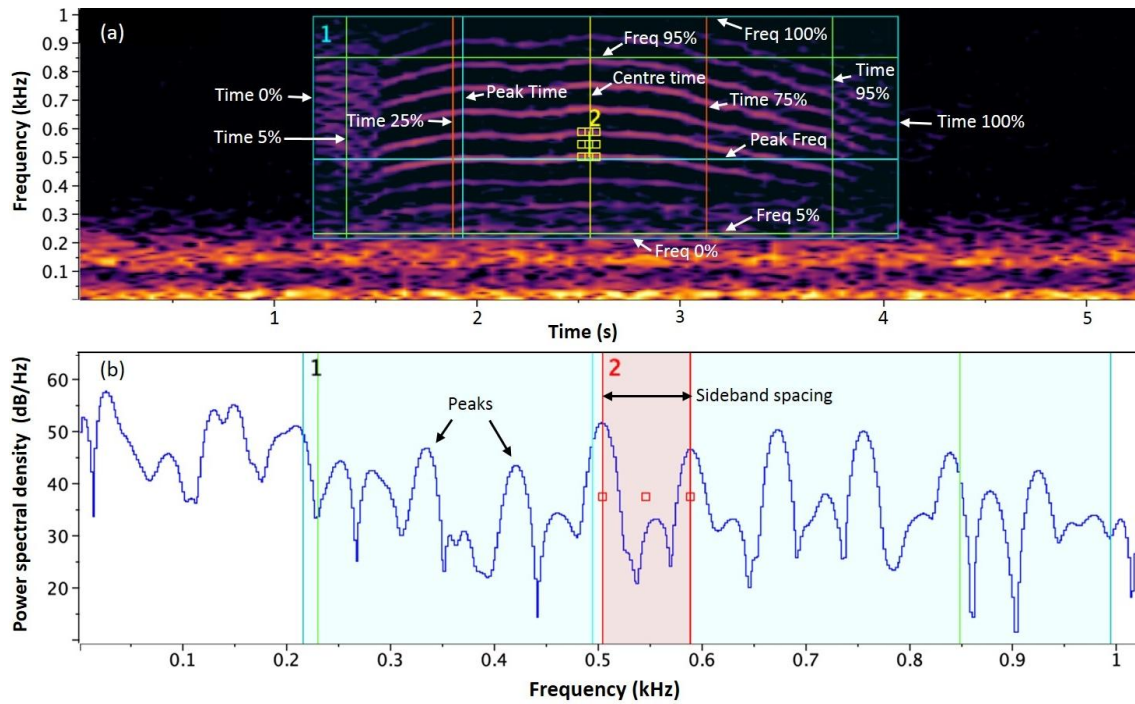 (a)
1
Freq 95%
Freq 100%
Centre time
Time 95%
Time 0%
Peak Time
Time 75%
2
Time 25%
Time 100%
Time 5%
Peak Freq
Freq 5%
Freq 0%
Frequency (kHz)
1
0.9
0.8
0.7
0.6
0.5
0.4
0.3
0.2
0.1
1
2
3
4
5
Time (s)
(b)
1
2
Sideband spacing
Peaks
Power spectral density (dB/Hz)
60
50
40
30
20
0.1
0.2
0.3
0.4
0.5
0.6
0.7
0.8
0.9
1
Frequency (kHz)